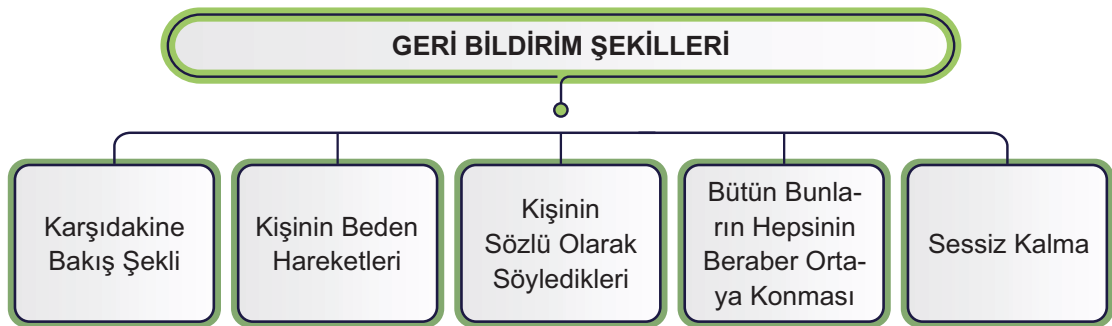 GERİ BİLDİRİM ŞEKİLLERİ
Karşıdakine
Bakış Şekli
Kişinin Beden
Hareketleri
Kişinin
Sözlü Olarak
Söyledikleri
Bütün Bunla-
rın Hepsinin
Beraber Orta-
ya Konması
Sessiz Kalma